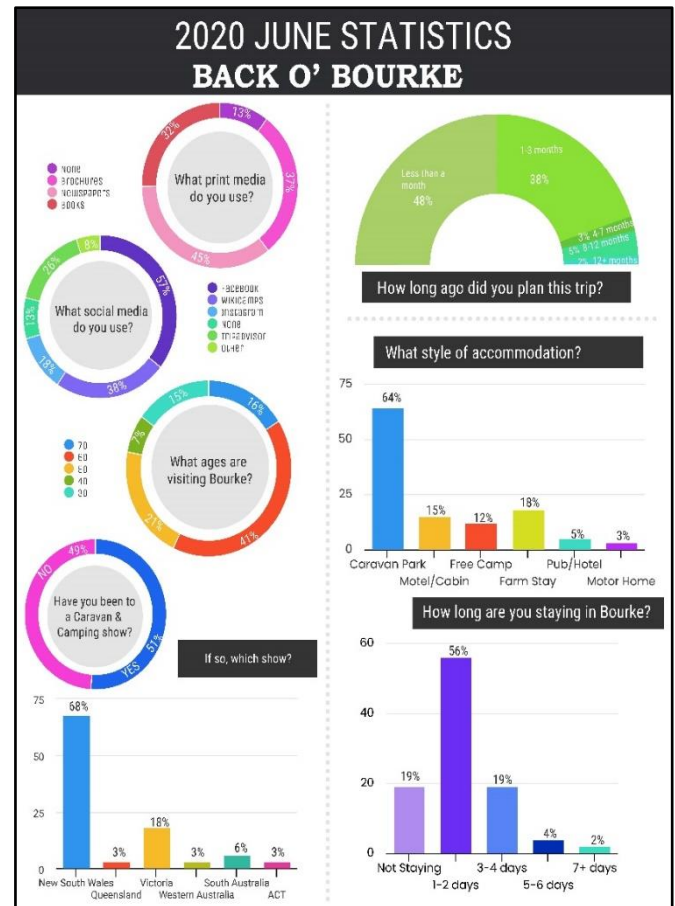 2020 JUNE STATISTICS
BACK O' BOURKE
13%
37%
45%
32%
What print media
do you use?
NONE
BROCHURES
NEWSPAPERS
BOOKS
57%
38%
18%
13%
26%
8%
What social media
do you use?
FACEBOOK
WIKICAMPS
INSTAGRAM
NONE
TRIPADVISOR
OTHER
16%
41%
21%
7%
15%
What ages are
visiting Bourke?
70
60
50
40
30
NO 49%
YES 51%
Have you been to
a Caravan &
Camping show?
If so, which show?
75
50
25
0
68%
3%
18%
3%
6%
3%
New South Wales
Queensland
Victoria
Western Australia
South Australia
ACT
Less than a
month
48%
1-3 months
38%
3% 4-7 months
5% 8-12 months
2% 12+ months
How long ago did you plan this trip?
What style of accommodation?
75
50
25
0
64%
15%
12%
18%
5%
3%
Caravan Park
Motel/Cabin
Free Camp
Farm Stay
Pub/Hotel
Motor Home
How long are you staying in Bourke?
60
40
20
0
19%
56%
19%
4%
2%
Not Staying
1-2 days
3-4 days
5-6 days
7+ days